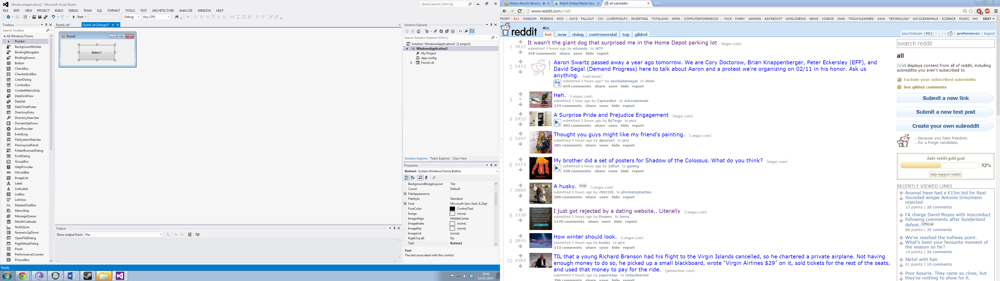 WindowsApplication2 - Microsoft Visual Studio
Quick Launch (Ctrl+Q)
FILE EDIT VIEW PROJECT BUILD DEBUG TEAM SQL FORMAT TOOLS TEST ARCHITECTURE ANALYZE WINDOW HELP
Start Debug Any CPU
Toolbox
Search Toolbox
All Windows Forms
Pointer
BackgroundWorker
BindingNavigator
BindingSource
Button
CheckBox
CheckedListBox
ColorDialog
ComboBox
ContextMenuStrip
DataGridView
DataSet
DateTimePicker
DirectoryEntry
DirectorySearcher
DomainUpDown
ErrorProvider
EventLog
FileSystemWatcher
FlowLayoutPanel
FolderBrowserDialog
FontDialog
GroupBox
HelpProvider
HScrollBar
ImageList
Label
LinkLabel
ListBox
ListView
MaskedTextBox
MenuStrip
MessageQueue
MonthCalendar
NotifyIcon
NumericUpDown
OpenFileDialog
PageSetupDialog
Panel
PerformanceCounter
PictureBox
Form1.vb*
Form1.vb [Design]*
Form1
Button1
Output
Show output from: Pex
Solution Explorer
Search Solution Explorer (Ctrl+;)
Solution 'WindowsApplication2' (1 project)
WindowsApplication2
My Project
App.config
Form1.vb
Solution Explorer Team Explorer Class View
Properties
Button1 System.Windows.Forms.Button
BackgroundImageLayout Tile
Cursor Default
FlatAppearance
FlatStyle Standard
Font Microsoft Sans Serif, 8.25pt
ForeColor ControlText
Image (none)
ImageAlign MiddleCenter
ImageIndex (none)
ImageKey (none)
ImageList (none)
RightToLeft No
Text Button1
Text
The text associated with the control.
Ready
20:04
10/01/2014
Watch Alice In Wonder
Watch Online Merlin Sea
all subreddits
www.reddit.com/r/all/
FRONT - ALL - RANDOM - FRIENDS - MOD | DAYZ - FALLOUT - CIV - LIVERPOOLFC - INVESTING - TOTALWAR - ARMA - COMPUTERFORENSICS - PICS - FUNNY - GAMING - ASKREDDIT - WORLDNEWS - NEWS - VIDEOS - IAMA - TODAYILEARNED - AWW - TECHNOLOGY - ADVICEANIMALS - SCIENCE - MUSIC - MO EDIT »
reddit ALL
hot new rising controversial top gilded
psychobean (401) | preferences | logout
1 3827
It wasn't the giant dog that surprised me in the Home Depot parking lot (imgur.com)
submitted 3 hours ago by mtxandy to WTF
359 comments share save hide report
2 3412
Aaron Swartz passed away a year ago tomorrow. We are Cory Doctorow, Brian Knappenberger, Peter Eckersley (EFF), and
David Segal (Demand Progress) here to talk about Aaron and a protest we're organizing on 02/11 in his honor. Ask us
anything. (self.IAmA)
Aa+
submitted 3 hours ago* by davidadamsegal to IAmA
654 comments share save hide report
3 •
Heh. (i.imgur.com)
submitted 1 hour ago by CaptureBot to AdviceAnimals
174 comments share save hide report
4 2453
A Surprise Pride and Prejudice Engagement (imgur.com)
submitted 3 hours ago by ByTingo to pics
403 comments share save hide report
5 3297
Thought you guys might like my friend's painting. (i.imgur.com)
submitted 4 hours ago by dpearse2 to pics
285 comments share save hide report
6 2773
My brother did a set of posters for Shadow of the Colossus. What do you think? (imgur.com)
submitted 4 hours ago by 2dfruit to gaming
338 comments share save hide report
7 2884
A husky. PSB (i.imgur.com)
submitted 5 hours ago by 2902326 to photoshopbattles
200 comments share save hide report
8 3320
I just got rejected by a dating website.. Literally (i.imgur.com)
submitted 5 hours ago by Enzemo to funny
1270 comments share save hide report
9 2842
How winter should look. (i.imgur.com)
submitted 5 hours ago by koolizz to pics
113 comments share save hide report
10 2582
TIL that a young Richard Branson had his flight to the Virgin Islands cancelled, so he chartered a private airplane. Not having
enough money to do so, he picked up a small blackboard, wrote “Virgin Airlines $29” on it, sold tickets for the rest of the seats,
and used that money to pay for the ride. (jamesclear.com)
submitted 4 hours ago by paperwasp to todayilearned
796 comments share save hide report
search reddit
all
/r/all displays content from all of reddit, including
subreddits you aren't subscribed to.
Exclude your subscribed subreddits
See gilded comments
Submit a new link
Submit a new text post
Create your own subreddit
...because you hate freedom.
...for a fringe candidate.
daily reddit gold goal
52%
help support reddit
RECENTLY VIEWED LINKS
Arsenal have had a €15m bid for Real
Sociedad winger Antoine Griezmann
rejected
22 points | 28 comments
FA charge David Moyes with misconduct
following comments after Sunderland
defeat. Official
88 points | 35 comments
We've reached the halfway point.
What's been your favourite moment of
the season so far?
10 points | 26 comments
Skrtel with hair
41 points | 10 comments
Poor Assyria. They came so close, but
they've nothing to show for it.